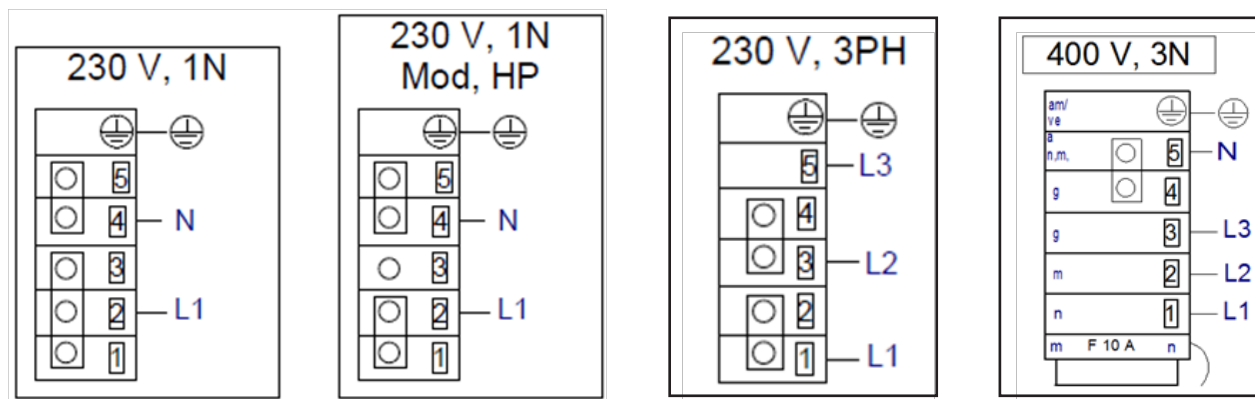 230 V, 1N
5
4 N
3
2 L1
1
230 V, 1N
Mod, HP
5
4 N
3
2 L1
1
230 V, 3PH
5 L3
4
3 L2
2
1 L1
400 V, 3N
am/
ve
a
n,m, 5 N
g 4
g 3 L3
m 2 L2
n 1 L1
m F 10 A n